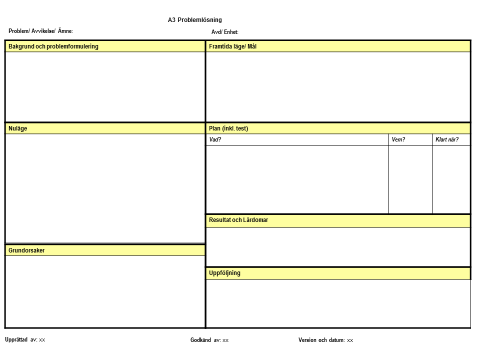 A3 Problemlösning
Problem/ Avvikelse/ Ämne:
Avd/ Enhet:
Bakgrund och problemformulering
Framtida läge/ Mål
Nuläge
Plan (inkl. test)
Vad?
Vem?
Klart när?
Resultat och Lärdomar
Grundorsaker
Uppföljning
Upprättad av: xx
Godkänd av: xx
Version och datum: xx